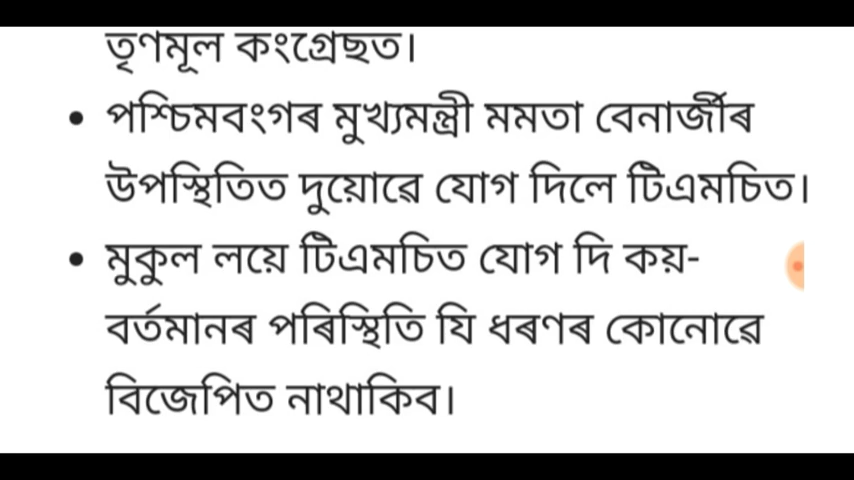 তৃণমূল কংগ্ৰেছত।
• পশ্চিমবংগৰ মুখ্যমন্ত্ৰী মমতা বেনাৰ্জীৰ
উপস্থিতিত দুয়োৱে যোগ দিলে টিএমচিত।
• মুকুল লয়ে টিএমচিত যোগ দি কয়-
বৰ্তমানৰ পৰিস্থিতি যি ধৰণৰ কোনোৱে
বিজেপিত নাথাকিব।